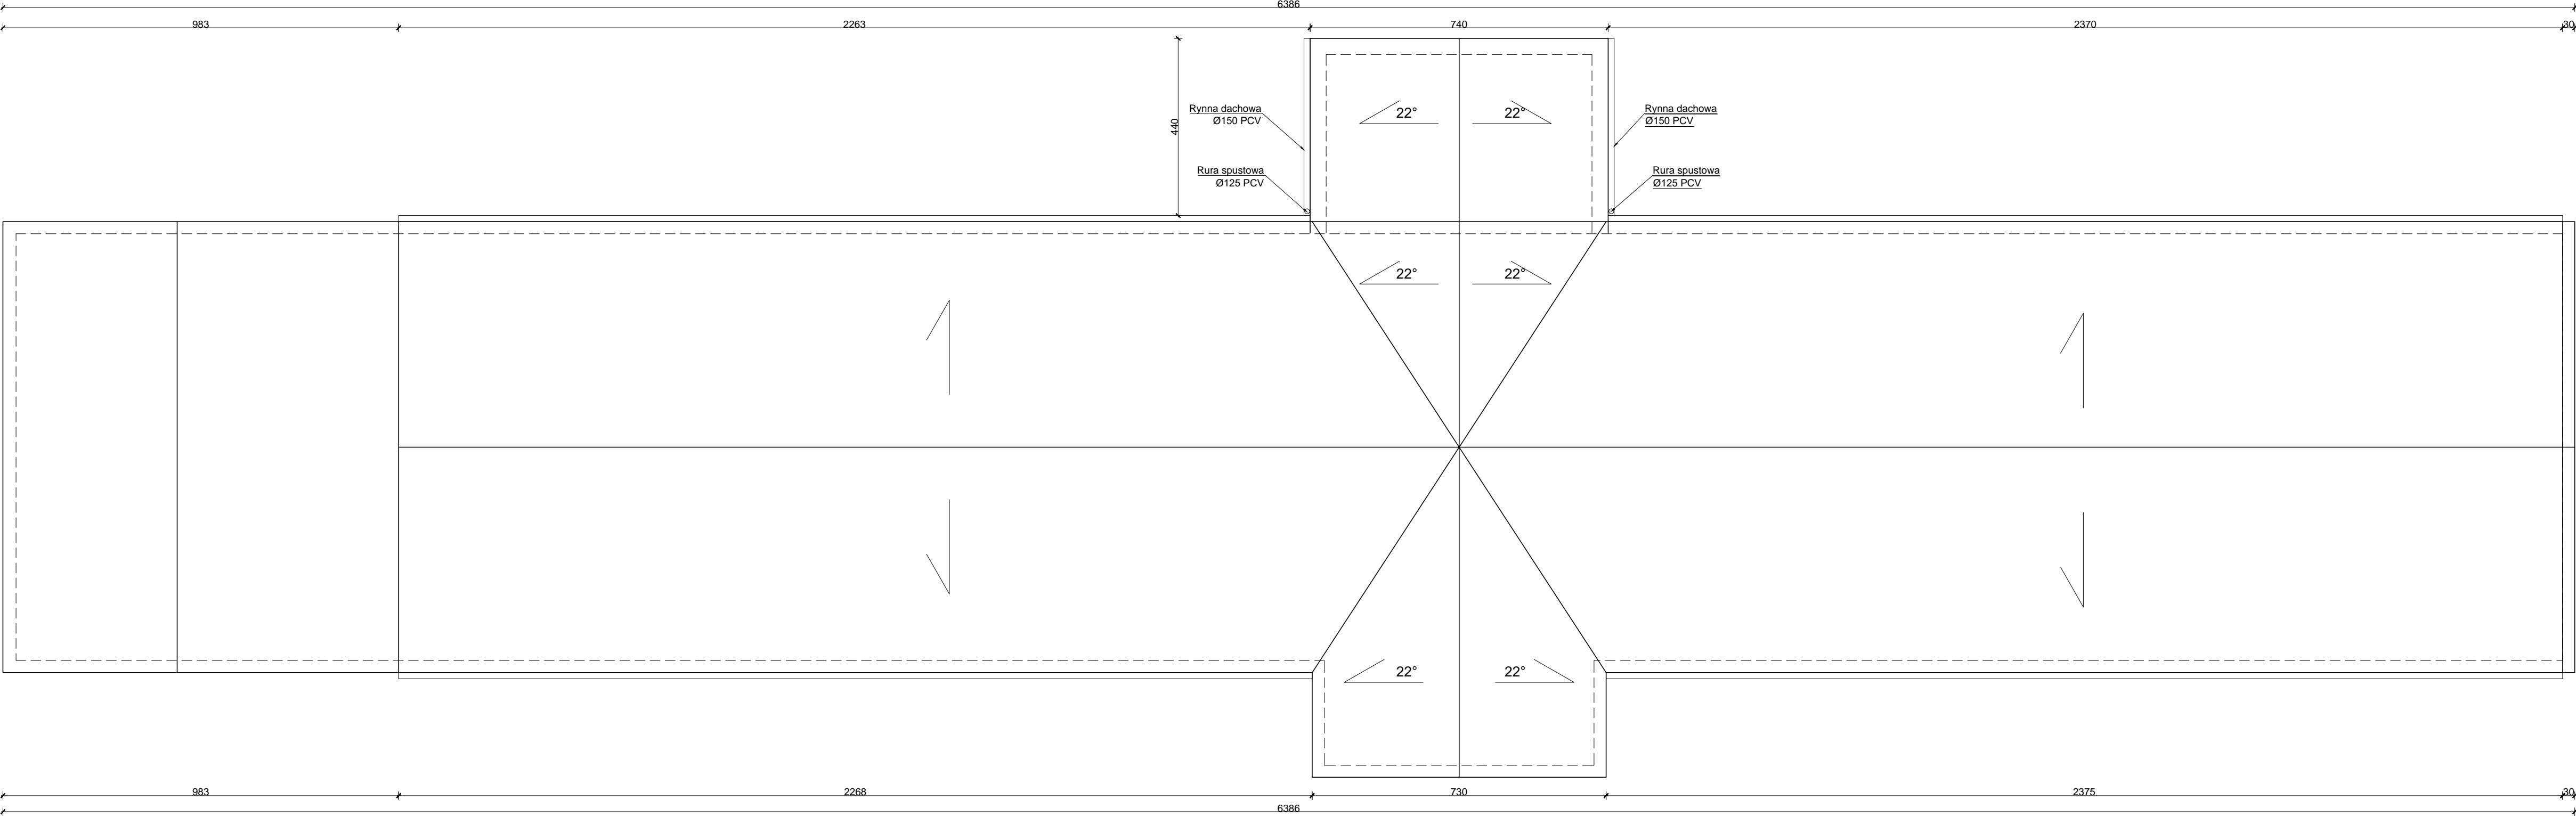 6386
983 2263 740 2370 30
440
Rynna dachowa
Ø150 PCV
Rura spustowa
Ø125 PCV
22° 22°
Rynna dachowa
Ø150 PCV
Rura spustowa
Ø125 PCV
22° 22°
22° 22°
983 2268 730 2375 30
6386